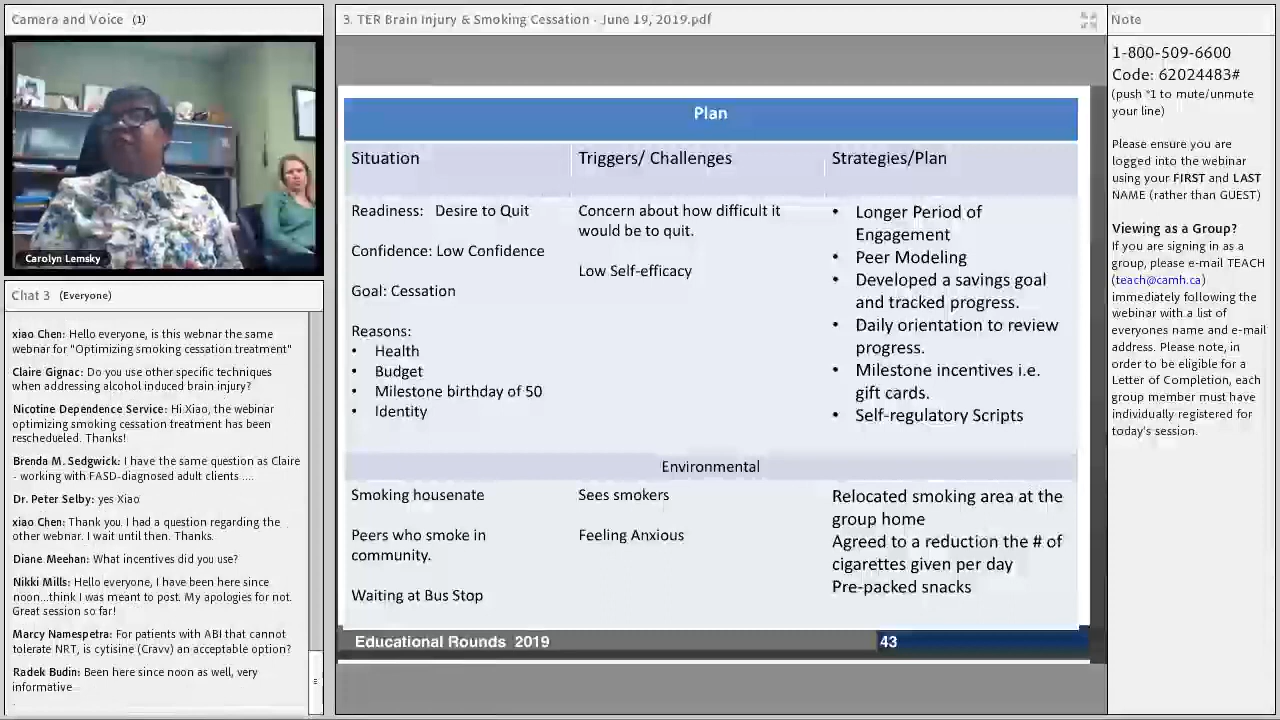 Camera and Voice (1)
Carolyn Lemsky
Chat 3 (Everyone)
xiao Chen: Hello everyone, is this webnar the same
webnar for "Optimizing smoking cessation treatment"
Claire Gignac: Do you use other specific techniques
when addressing alcohol induced brain injury?
Nicotine Dependence Service: Hi Xiao, the webinar
optimizing smoking cessation treatment has been
reschedueled. Thanks!
Brenda M. Sedgwick: I have the same question as Claire
- working with FASD-diagnosed adult clients ....
Dr. Peter Selby: yes Xiao
xiao Chen: Thank you. I had a question regarding the
other webinar. I wait until then. Thanks.
Diane Meehan: What incentives did you use?
Nikki Mills: Hello everyone, I have been here since
noon...think I was meant to post. My apologies for not.
Great session so far!
Marcy Namespetra: For patients with ABI that cannot
tolerate NRT, is cytisine (Cravv) an acceptable option?
Radek Budin: Been here since noon as well, very
informative
3. TER Brain Injury & Smoking Cessation - June 19, 2019.pdf
Plan
Situation
Triggers/ Challenges
Strategies/Plan
Readiness: Desire to Quit
Confidence: Low Confidence
Goal: Cessation
Reasons:
• Health
• Budget
• Milestone birthday of 50
• Identity
Concern about how difficult it
would be to quit.
Low Self-efficacy
• Longer Period of
Engagement
• Peer Modeling
• Developed a savings goal
and tracked progress.
• Daily orientation to review
progress.
• Milestone incentives i.e.
gift cards.
• Self-regulatory Scripts
Environmental
Smoking housenate
Peers who smoke in
community.
Waiting at Bus Stop
Sees smokers
Feeling Anxious
Relocated smoking area at the
group home
Agreed to a reduction the # of
cigarettes given per day
Pre-packed snacks
Educational Rounds 2019
43
Note
1-800-509-6600
Code: 62024483#
(push *1 to mute/unmute
your line)
Please ensure you are
logged into the webinar
using your FIRST and LAST
NAME (rather than GUEST)
Viewing as a Group?
If you are signing in as a
group, please e-mail TEACH
(teach@camh.ca)
immediately following the
webinar with a list of
everyones name and e-mail
address. Please note, in
order to be eligible for a
Letter of Completion, each
group member must have
individually registered for
today's session.